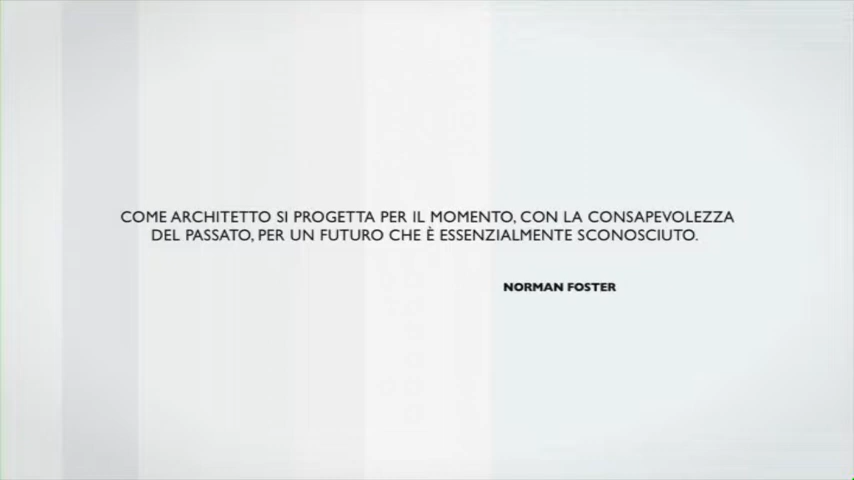 COME ARCHITETTO SI PROGETTA PER IL MOMENTO, CON LA CONSAPEVOLEZZA
DEL PASSATO, PER UN FUTURO CHE È ESSENZIALMENTE SCONOSCIUTO.
NORMAN FOSTER